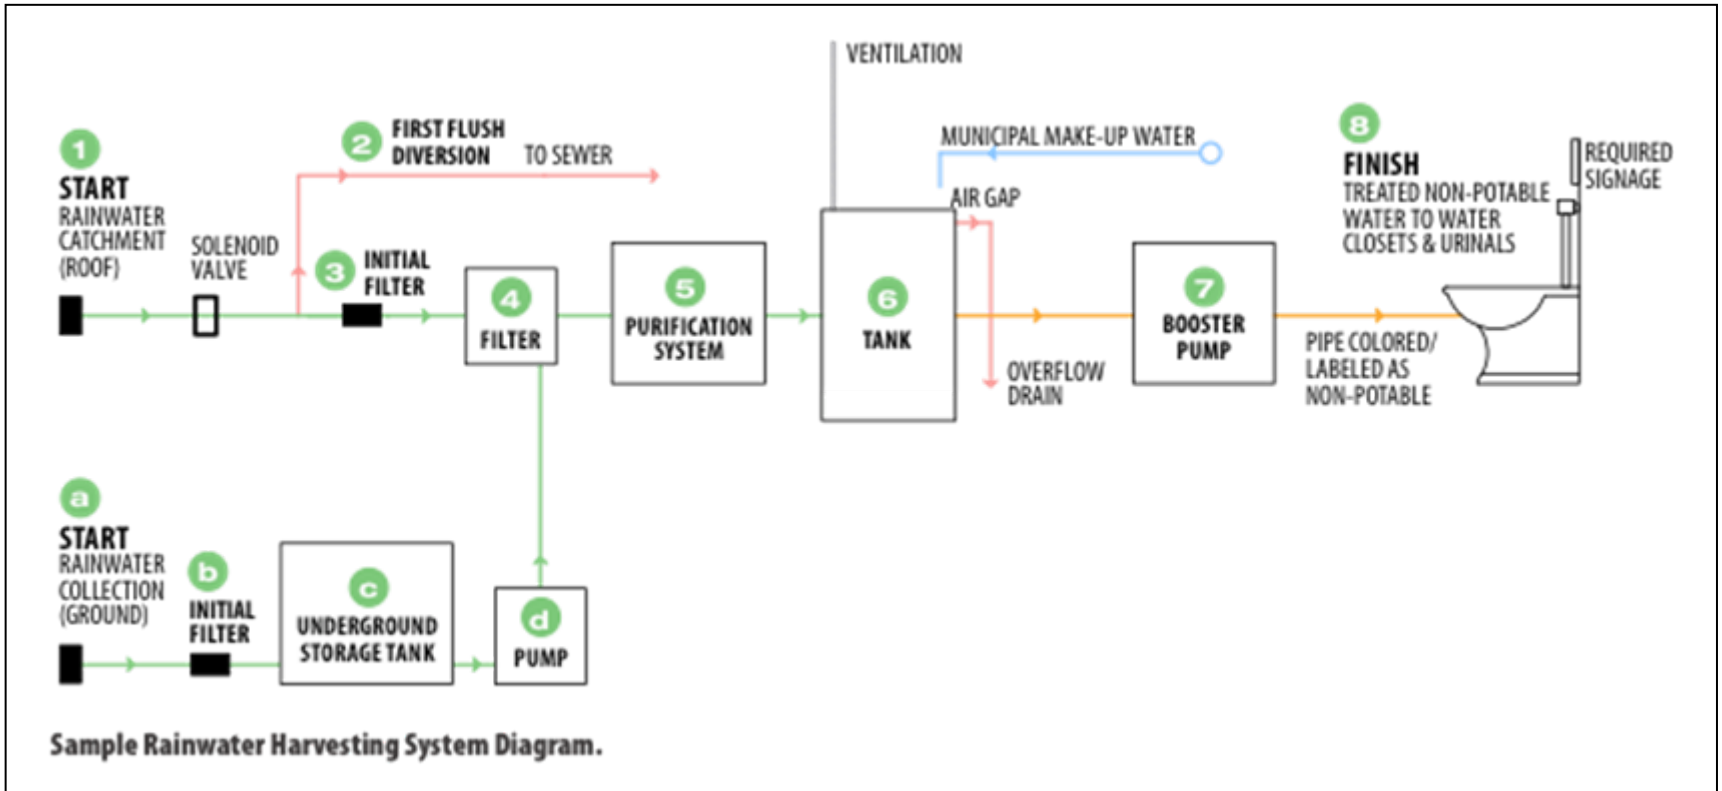 VENTILATION
1
START
RAINWATER
CATCHMENT
(ROOF)
SOLENOID
VALVE
2
FIRST FLUSH
DIVERSION
TO SEWER
3
INITIAL
FILTER
4
FILTER
5
PURIFICATION
SYSTEM
MUNICIPAL MAKE-UP WATER
AIR GAP
6
TANK
OVERFLOW
DRAIN
7
BOOSTER
PUMP
8
FINISH
TREATED NON-POTABLE
WATER TO WATER
CLOSETS & URINALS
REQUIRED
SIGNAGE
PIPE COLORED/
LABELED AS
NON-POTABLE
a
START
RAINWATER
COLLECTION
(GROUND)
b
INITIAL
FILTER
c
UNDERGROUND
STORAGE TANK
d
PUMP
Sample Rainwater Harvesting System Diagram.